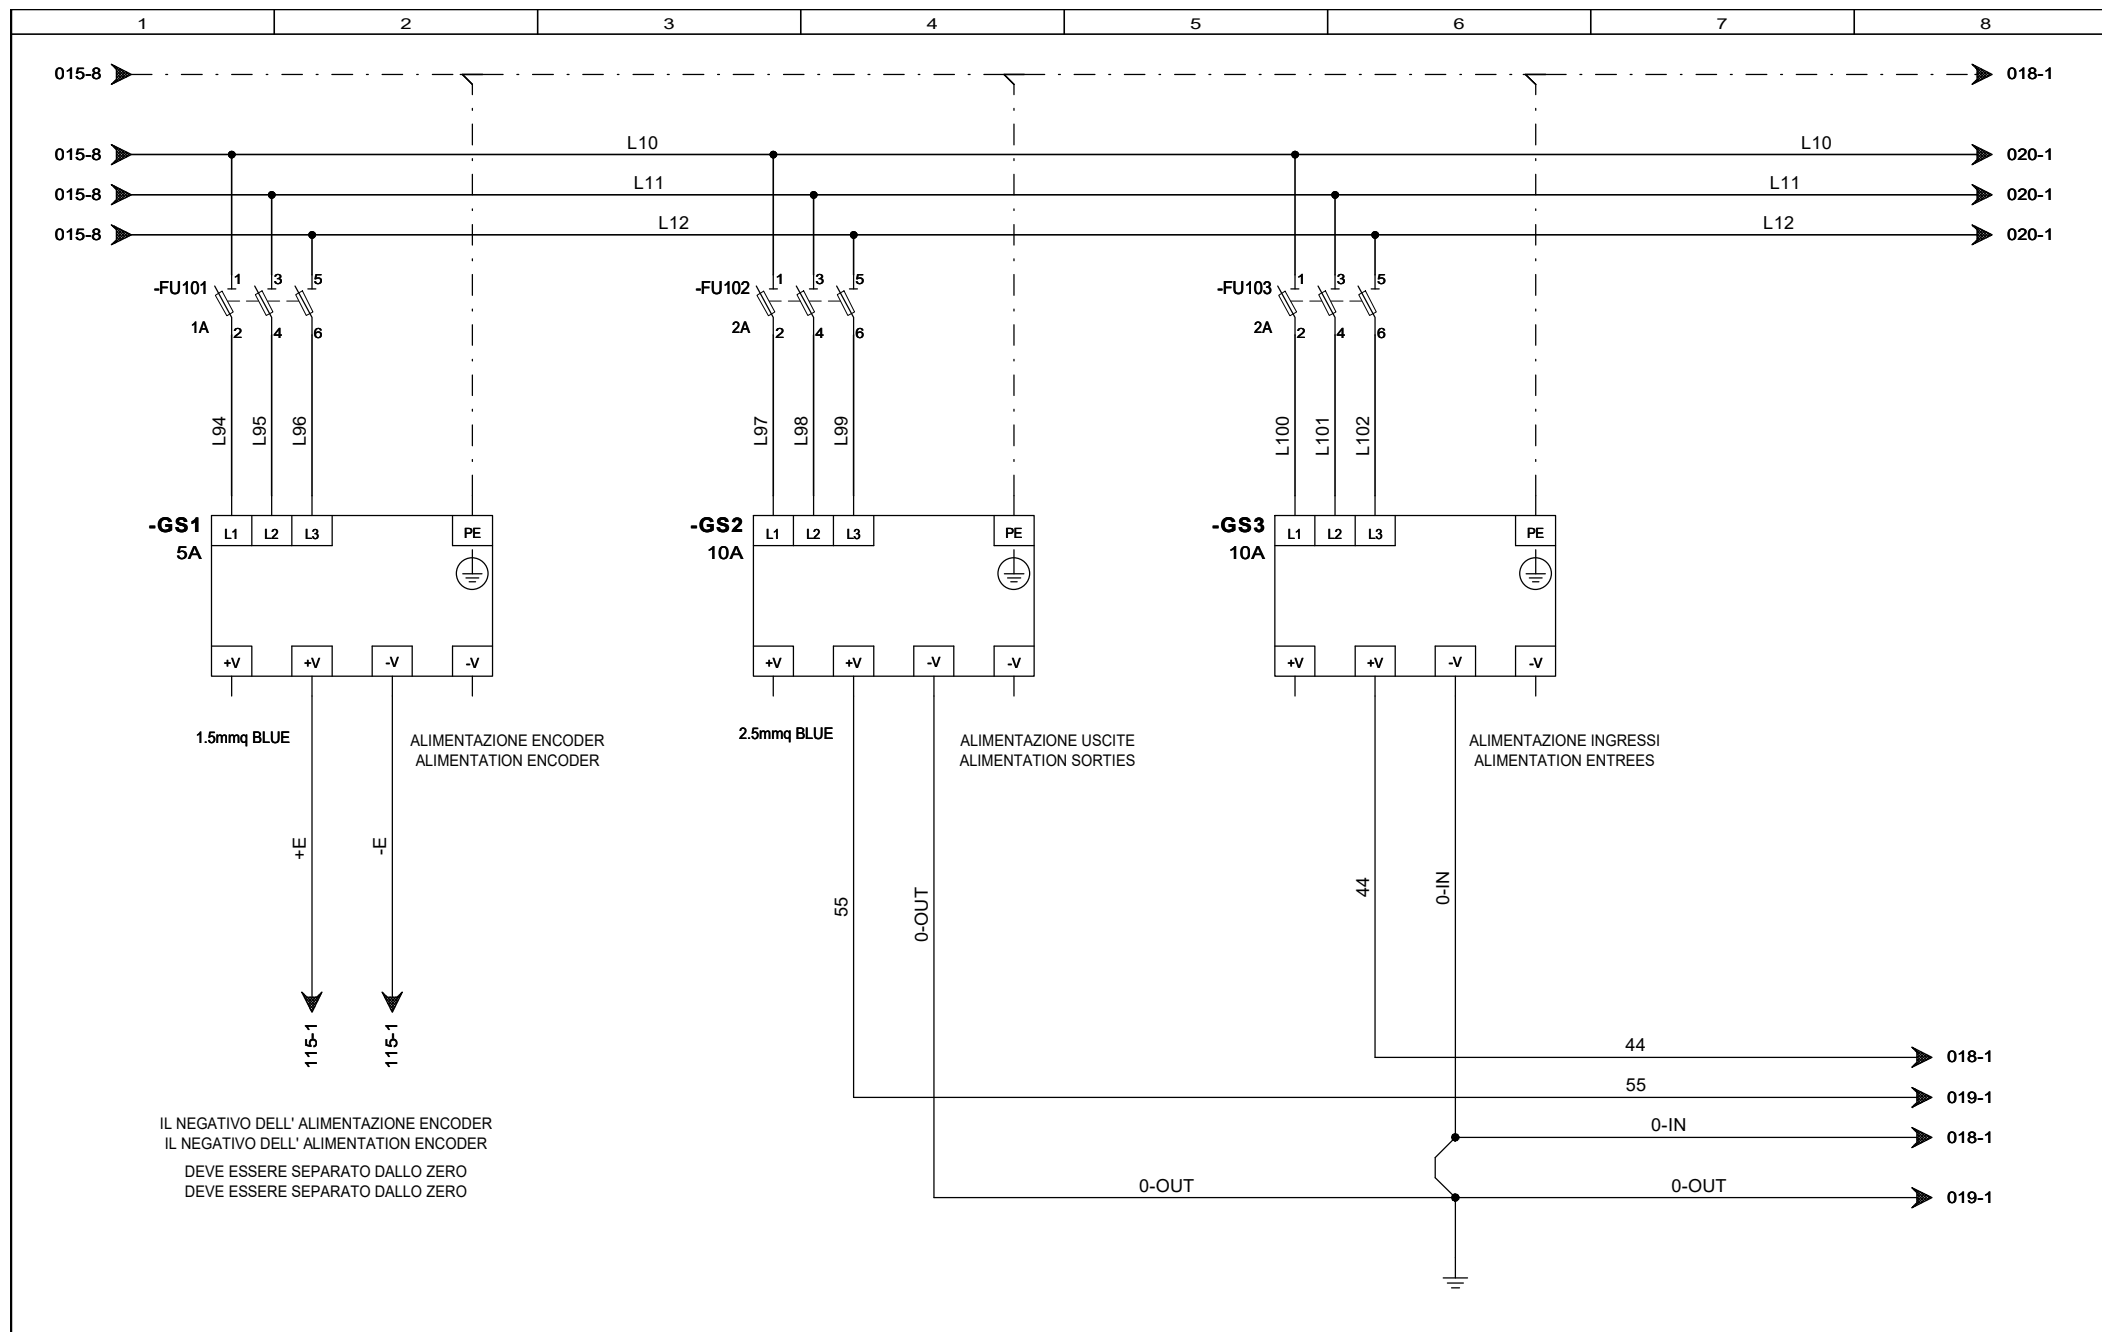 1 2 3 4 5 6 7 8
015-8 018-1
015-8 L10 L10 020-1
015-8 L11 L11 020-1
015-8 L12 L12 020-1
-FU101 1 3 5
1A 2 4 6
-FU102 1 3 5
2A 2 4 6
-FU103 1 3 5
2A 2 4 6
L94 L95 L96
L97 L98 L99
L100 L101 L102
-GS1 L1 L2 L3 PE
5A
+V +V -V -V
-GS2 L1 L2 L3 PE
10A
+V +V -V -V
-GS3 L1 L2 L3 PE
10A
+V +V -V -V
1.5mmq BLUE
ALIMENTAZIONE ENCODER
ALIMENTATION ENCODER
2.5mmq BLUE
ALIMENTAZIONE USCITE
ALIMENTATION SORTIES
ALIMENTAZIONE INGRESSI
ALIMENTATION ENTREES
+E -E
55 0-OUT
44 0-IN
115-1 115-1
44 018-1
55 019-1
0-IN 018-1
0-OUT 0-OUT 019-1
IL NEGATIVO DELL' ALIMENTAZIONE ENCODER
IL NEGATIVO DELL' ALIMENTATION ENCODER
DEVE ESSERE SEPARATO DALLO ZERO
DEVE ESSERE SEPARATO DALLO ZERO